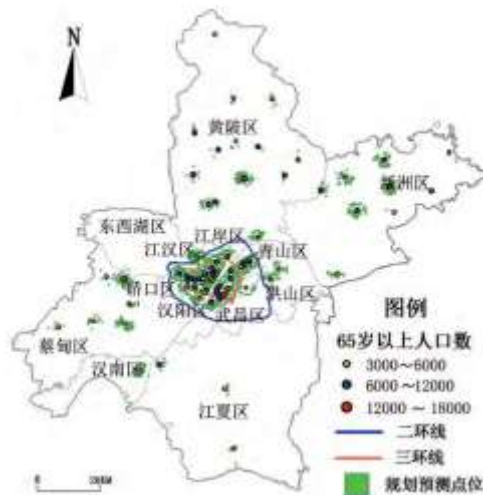 N
黄陂区
新洲区
东西湖区
江汉区
江岸区
青山区
硚口区
洪山区
汉阳区
武昌区
蔡甸区
汉南区
江夏区
图例
65岁以上人口数
3000～6000
6000～12000
12000～18000
二环线
三环线
规划预测点位
0